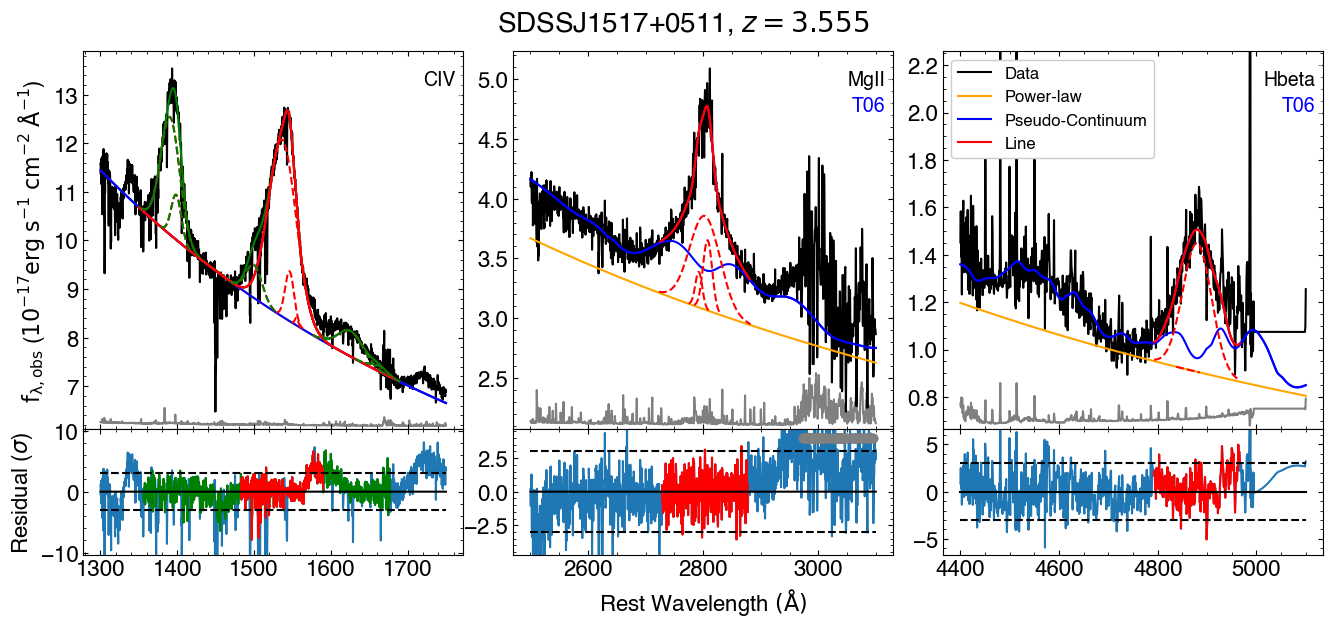 SDSSJ1517+0511, z = 3.555
f_λ,obs (10⁻¹⁷erg s⁻¹ cm⁻² Å⁻¹)
CIV
13
12
11
10
9
8
7
MgII
T06
5.0
4.5
4.0
3.5
3.0
2.5
Hbeta
T06
Data
Power-law
Pseudo-Continuum
Line
2.2
2.0
1.8
1.6
1.4
1.2
1.0
0.8
Residual (σ)
10
0
−10
2.5
0.0
−2.5
5
0
−5
1300 1400 1500 1600 1700
2600 2800 3000
4400 4600 4800 5000
Rest Wavelength (Å)